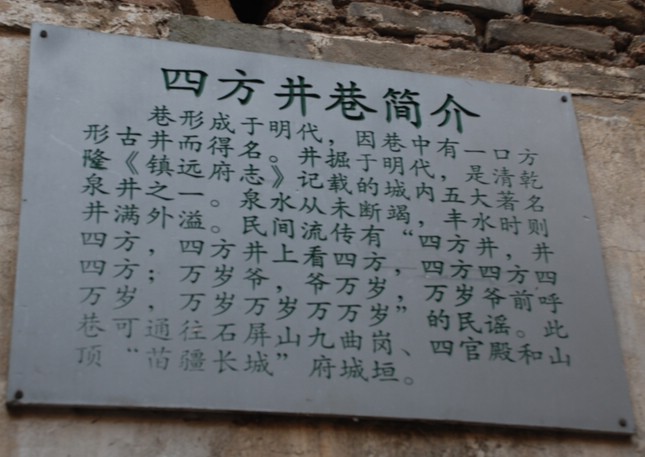 四方井巷简介
巷形成于明代，因巷中有一口方
形古井而得名。井掘于明代，是清乾
隆《镇远府志》记载的城内五大著名
泉井之一。泉水从未断竭，丰水时则
井满外溢。民间流传有“四方井，井
四方，四方井上看四方，四方四方四
四方；万岁爷，爷万岁，万岁爷前呼
万岁，万岁万岁万万岁”的民谣。此
巷可通往石屏山九曲岗、四官殿和山
顶“苗疆长城”府城垣。